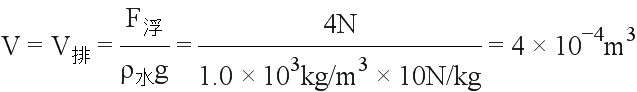 V = V排 = F浮/ρ水g = 4N/1.0 × 10³kg/m³ × 10N/kg = 4 × 10⁻⁴m³